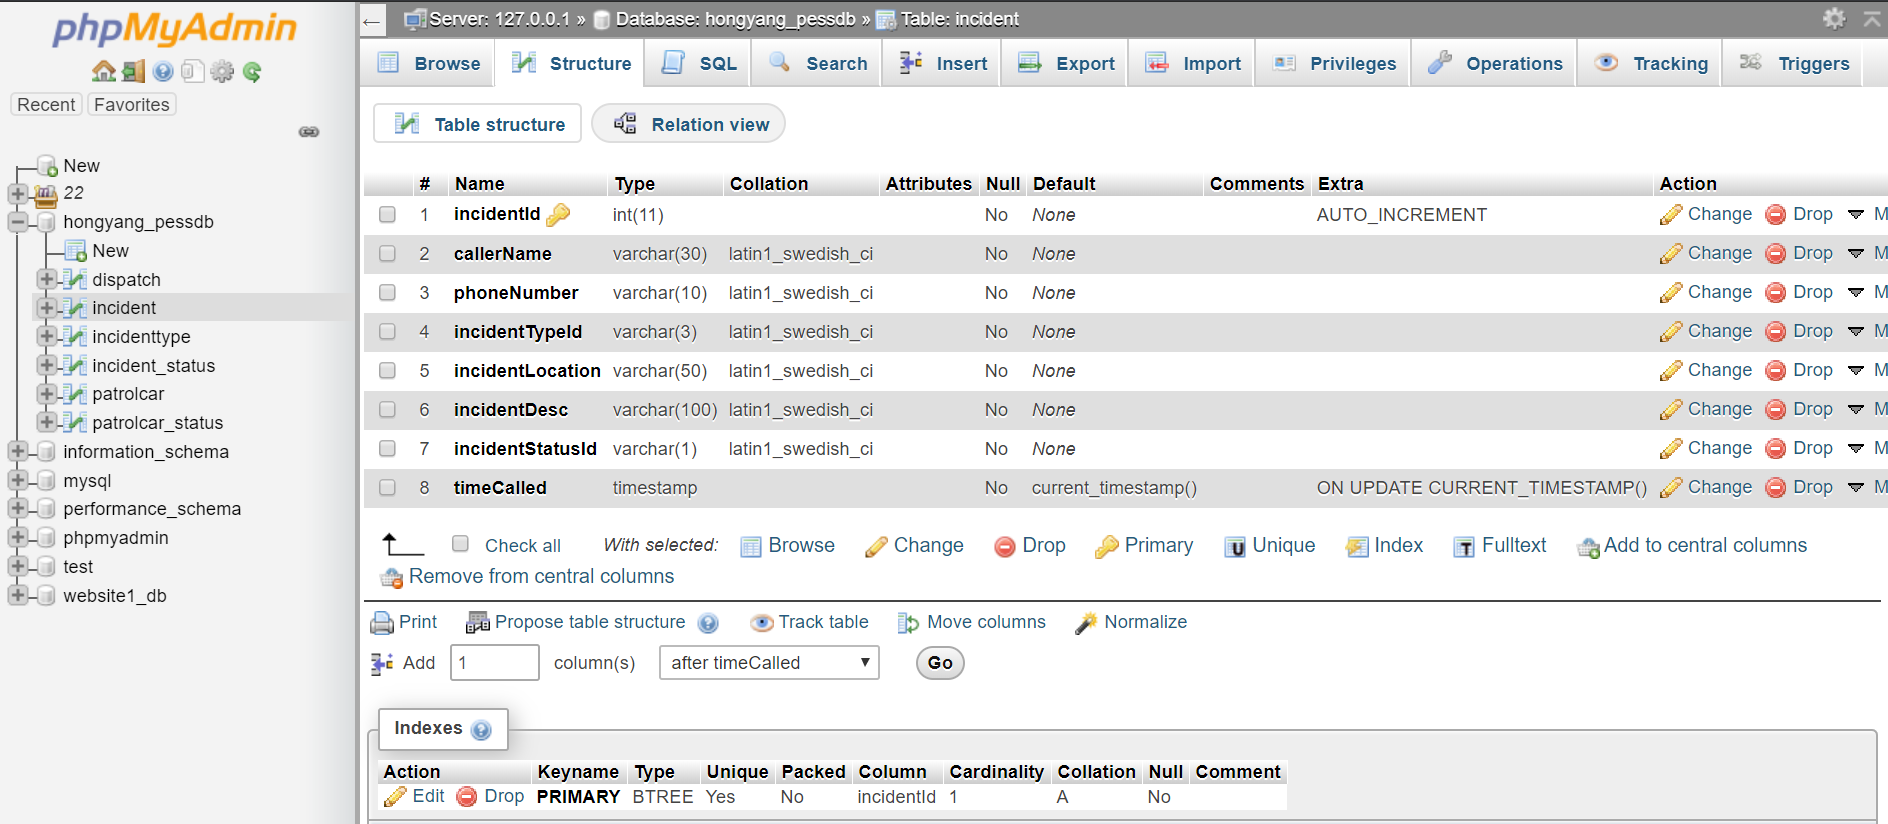 phpMyAdmin
Recent Favorites
New
22
hongyang_pessdb
New
dispatch
incident
incidenttype
incident_status
patrolcar
patrolcar_status
information_schema
mysql
performance_schema
phpmyadmin
test
website1_db
← Server: 127.0.0.1 » Database: hongyang_pessdb » Table: incident
Browse Structure SQL Search Insert Export Import Privileges Operations Tracking Triggers
Table structure Relation view
# Name Type Collation Attributes Null Default Comments Extra Action
1 incidentId int(11) No None AUTO_INCREMENT Change Drop M
2 callerName varchar(30) latin1_swedish_ci No None Change Drop M
3 phoneNumber varchar(10) latin1_swedish_ci No None Change Drop M
4 incidentTypeId varchar(3) latin1_swedish_ci No None Change Drop M
5 incidentLocation varchar(50) latin1_swedish_ci No None Change Drop M
6 incidentDesc varchar(100) latin1_swedish_ci No None Change Drop M
7 incidentStatusId varchar(1) latin1_swedish_ci No None Change Drop M
8 timeCalled timestamp No current_timestamp() ON UPDATE CURRENT_TIMESTAMP() Change Drop M
Check all With selected: Browse Change Drop Primary Unique Index Fulltext Add to central columns
Remove from central columns
Print Propose table structure Track table Move columns Normalize
Add 1 column(s) after timeCalled Go
Indexes
Action Keyname Type Unique Packed Column Cardinality Collation Null Comment
Edit Drop PRIMARY BTREE Yes No incidentId 1 A No